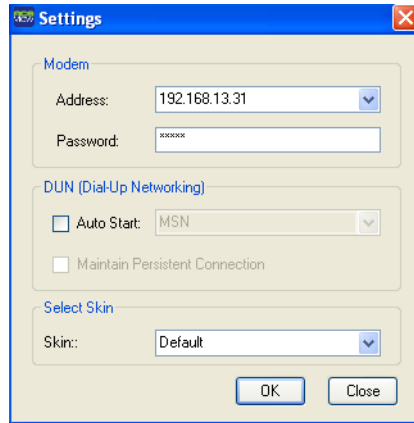 Settings
Modem
Address: 192.168.13.31
Password: *****
DUN (Dial-Up Networking)
Auto Start: MSN
Maintain Persistent Connection
Select Skin
Skin:: Default
OK Close